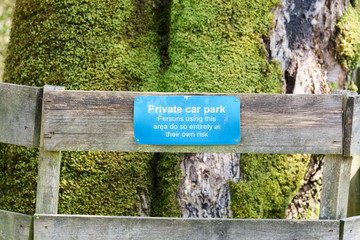 Private car park
Persons using this
area do so entirely at
their own risk